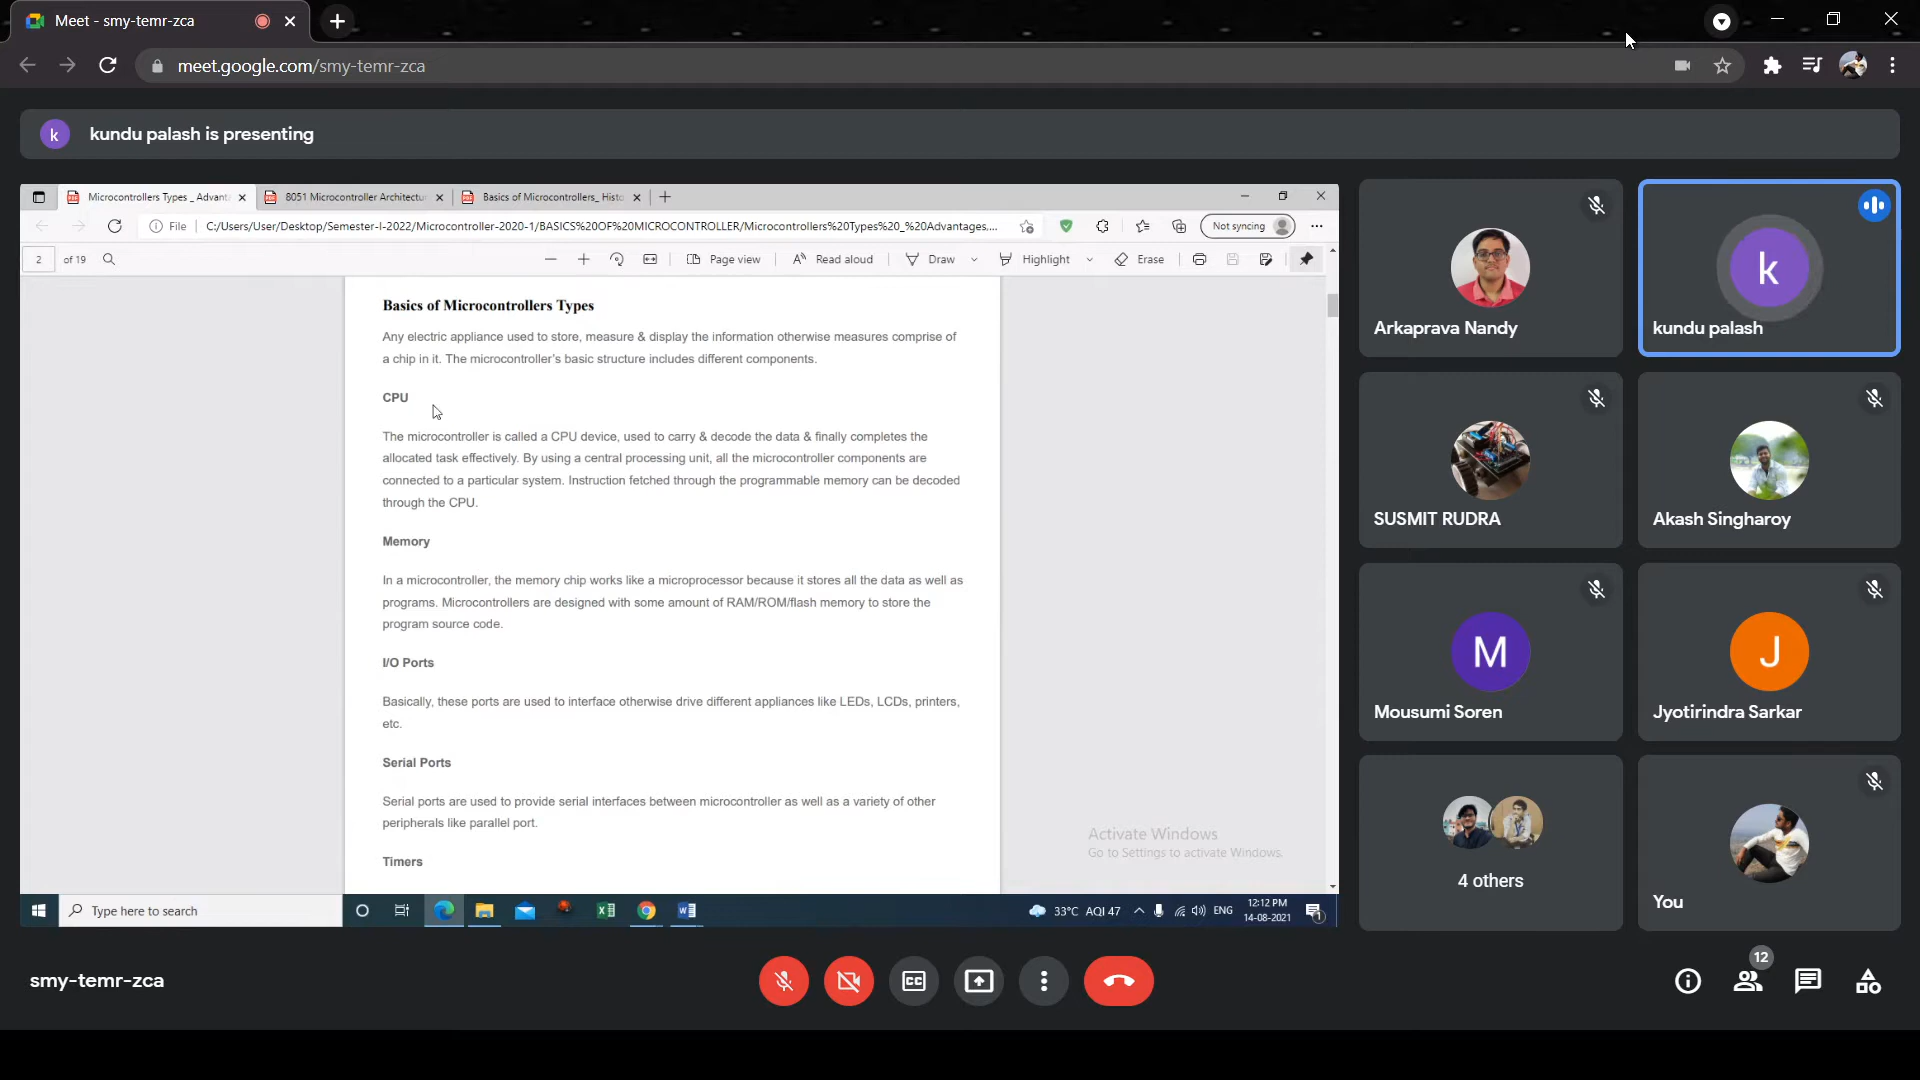 Meet - smy-temr-zca
meet.google.com/smy-temr-zca
k kundu palash is presenting
Microcontrollers Types _ Advant
8051 Microcontroller Architectu
Basics of Microcontrollers_ Histo
File C:/Users/User/Desktop/Semester-I-2022/Microcontroller-2020-1/BASICS%20OF%20MICROCONTROLLER/Microcontrollers%20Types%20_%20Advantages,... Not syncing
2 of 19 Page view Read aloud Draw Highlight Erase
Basics of Microcontrollers Types
Any electric appliance used to store, measure & display the information otherwise measures comprise of
a chip in it. The microcontroller's basic structure includes different components.
CPU
The microcontroller is called a CPU device, used to carry & decode the data & finally completes the
allocated task effectively. By using a central processing unit, all the microcontroller components are
connected to a particular system. Instruction fetched through the programmable memory can be decoded
through the CPU.
Memory
In a microcontroller, the memory chip works like a microprocessor because it stores all the data as well as
programs. Microcontrollers are designed with some amount of RAM/ROM/flash memory to store the
program source code.
I/O Ports
Basically, these ports are used to interface otherwise drive different appliances like LEDs, LCDs, printers,
etc.
Serial Ports
Serial ports are used to provide serial interfaces between microcontroller as well as a variety of other
peripherals like parallel port.
Timers
Activate Windows
Go to Settings to activate Windows.
Type here to search
33°C AQI 47 ENG
12:12 PM
14-08-2021
1
Arkaprava Nandy
k
kundu palash
SUSMIT RUDRA
Akash Singharoy
M
Mousumi Soren
J
Jyotirindra Sarkar
4 others
You
smy-temr-zca
CC
12